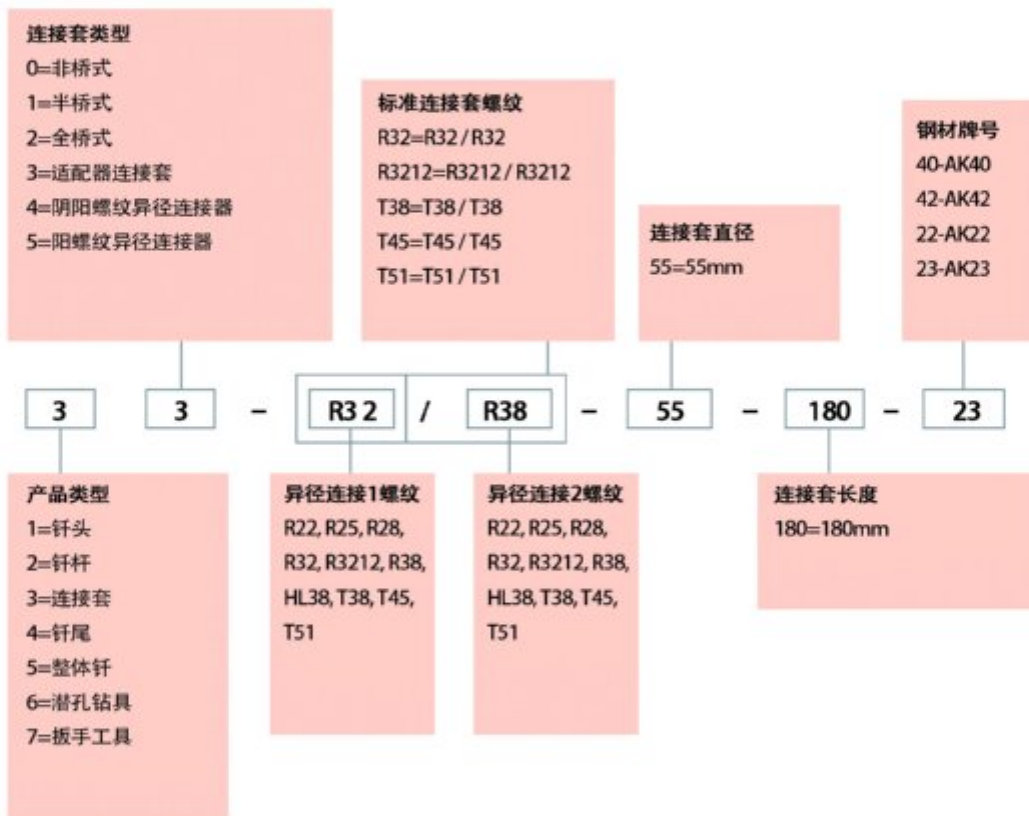 连接套类型
0=非桥式
1=半桥式
2=全桥式
3=适配器连接套
4=阴阳螺纹异径连接器
5=阳螺纹异径连接器
标准连接套螺纹
R32=R32 / R32
R3212=R3212 / R3212
T38=T38 / T38
T45=T45 / T45
T51=T51 / T51
连接套直径
55=55mm
钢材牌号
40-AK40
42-AK42
22-AK22
23-AK23
3 3 - R3 2 / R38 - 55 - 180 - 23
产品类型
1=钎头
2=钎杆
3=连接套
4=钎尾
5=整体钎
6=潜孔钻具
7=扳手工具
异径连接1螺纹
R22, R25, R28,
R32, R3212, R38,
HL38, T38, T45,
T51
异径连接2螺纹
R22, R25, R28,
R32, R3212, R38,
HL38, T38, T45,
T51
连接套长度
180=180mm